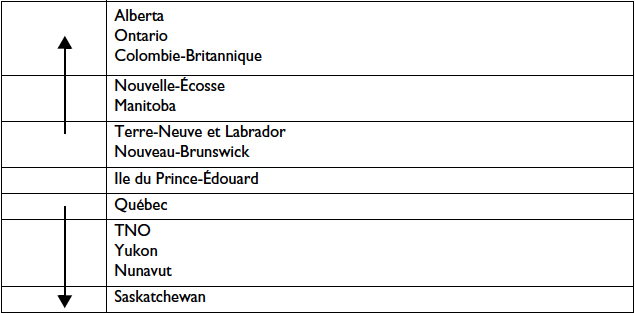 Alberta
Ontario
Colombie-Britannique
Nouvelle-Écosse
Manitoba
Terre-Neuve et Labrador
Nouveau-Brunswick
Ile du Prince-Édouard
Québec
TNO
Yukon
Nunavut
Saskatchewan